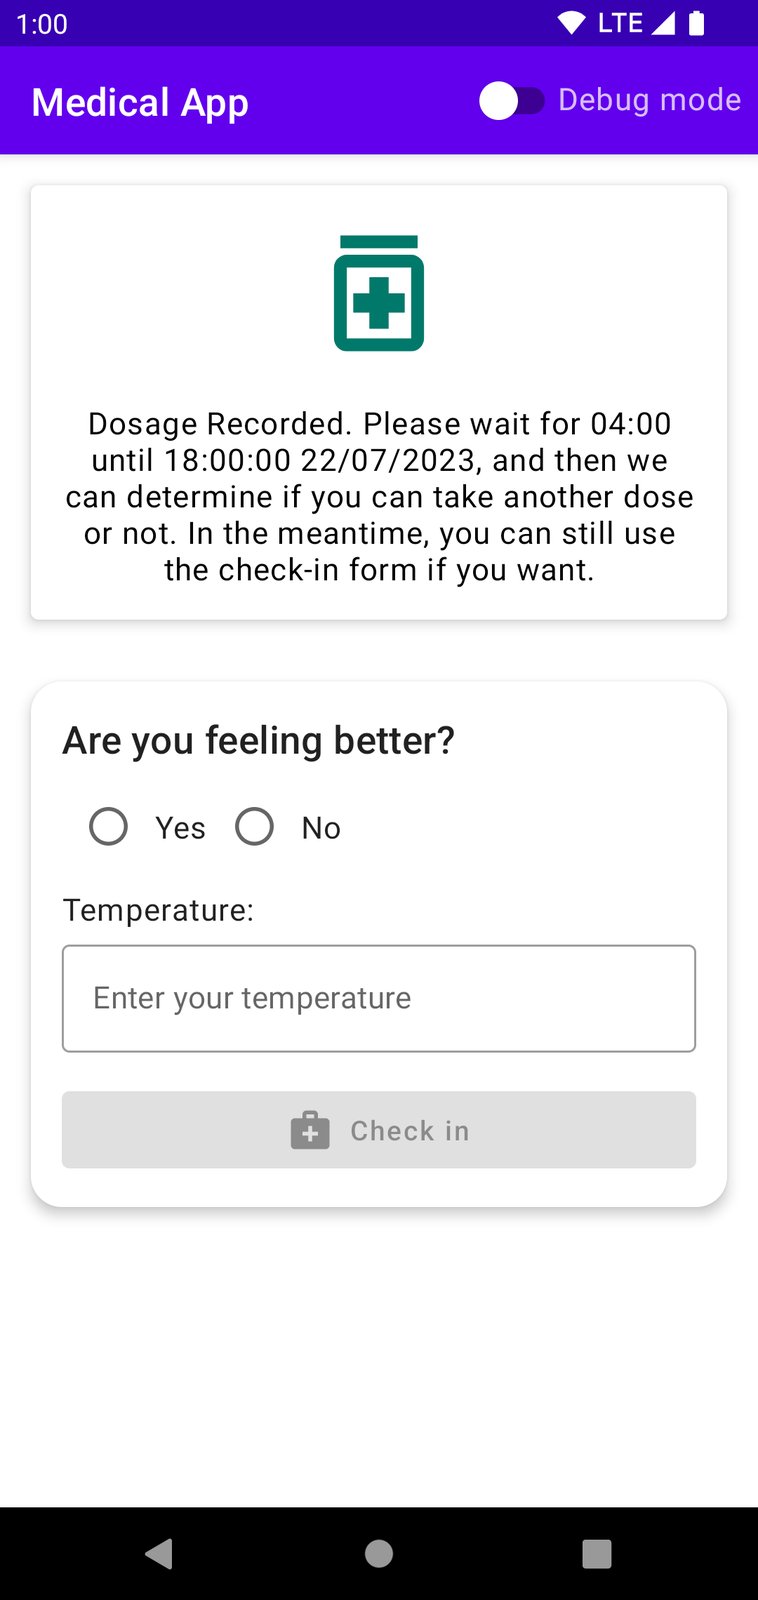 1:00 LTE
Medical App Debug mode
Dosage Recorded. Please wait for 04:00
until 18:00:00 22/07/2023, and then we
can determine if you can take another dose
or not. In the meantime, you can still use
the check-in form if you want.
Are you feeling better?
Yes No
Temperature:
Enter your temperature
Check in